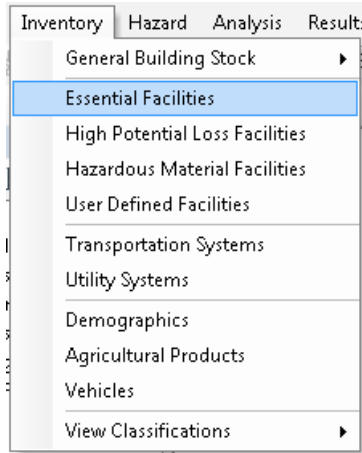 Inventory Hazard Analysis
General Building Stock
Essential Facilities
High Potential Loss Facilities
Hazardous Material Facilities
User Defined Facilities
Transportation Systems
Utility Systems
Demographics
Agricultural Products
Vehicles
View Classifications